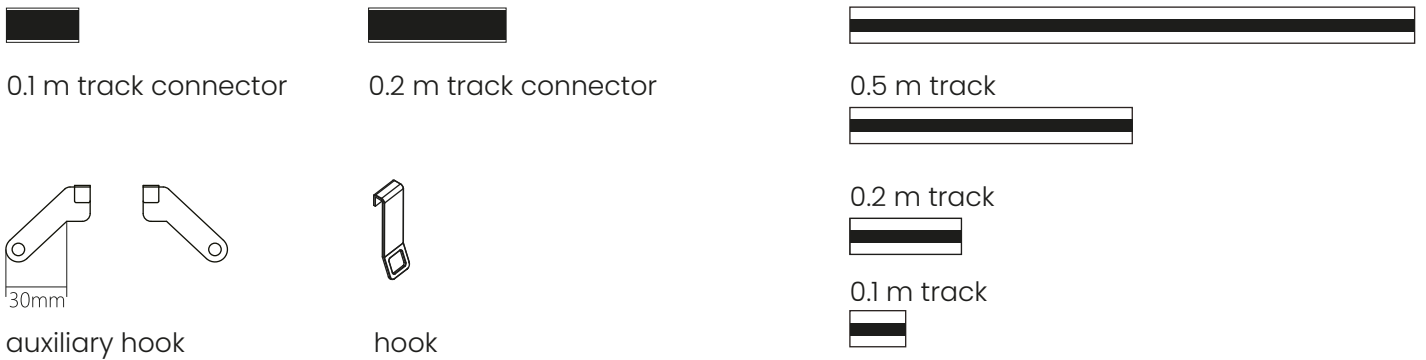 0.1 m track connector
0.2 m track connector
0.5 m track
0.2 m track
0.1 m track
30mm
auxiliary hook
hook